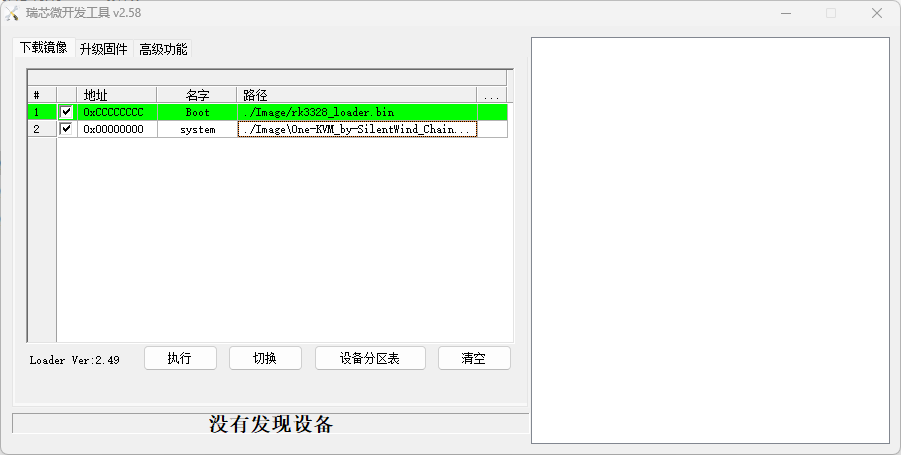 瑞芯微开发工具 v2.58
下载镜像 升级固件 高级功能
# 地址 名字 路径 ...
1 0xCCCCCCCC Boot ./Image/rk3328_loader.bin
2 0x00000000 system ./Image\One-KVM_by-SilentWind_Chain...
Loader Ver:2.49 执行 切换 设备分区表 清空
没有发现设备